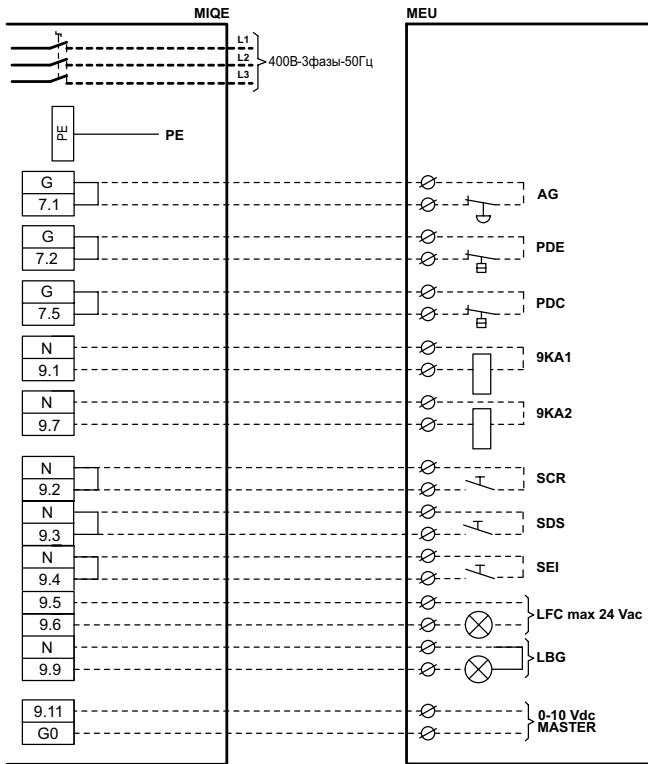 MIQE MEU
L1
L2
L3
400В-3фазы-50Гц
PE PE
G
7.1
AG
G
7.2
PDE
G
7.5
PDC
N
9.1
9KA1
N
9.7
9KA2
N
9.2
SCR
N
9.3
SDS
N
9.4
SEI
9.5
9.6
LFC max 24 Vac
N
9.9
LBG
9.11
G0
0-10 Vdc
MASTER